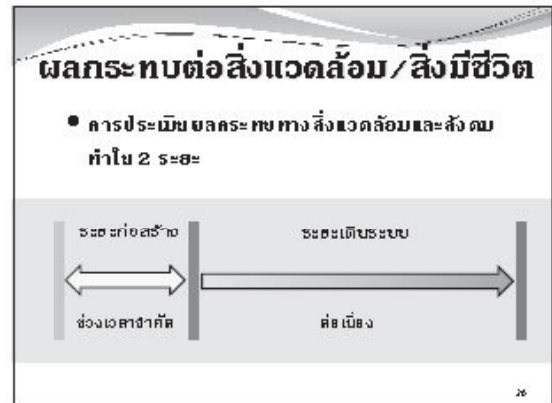 ผลกระทบต่อสิ่งแวดล้อม/สิ่งมีชีวิต
• การประเมินผลกระทบทางสิ่งแวดล้อมและสังคม
ทำใน 2 ระยะ
ระยะก่อสร้าง ระยะเดินระบบ
ช่วงเวลาจำกัด ต่อเนื่อง